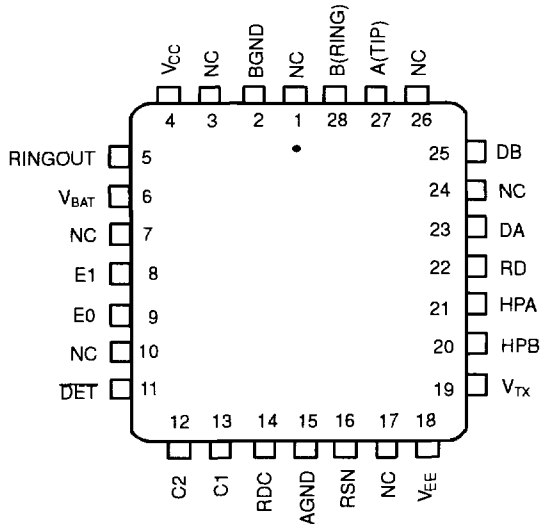 VCC NC BGND NC B(RING) A(TIP) NC
4 3 2 1 28 27 26
RINGOUT 5 25 DB
VBAT 6 24 NC
NC 7 23 DA
E1 8 22 RD
E0 9 21 HPA
NC 10 20 HPB
DET 11 19 VTX
12 13 14 15 16 17 18
C2 C1 RDC AGND RSN NC VEE